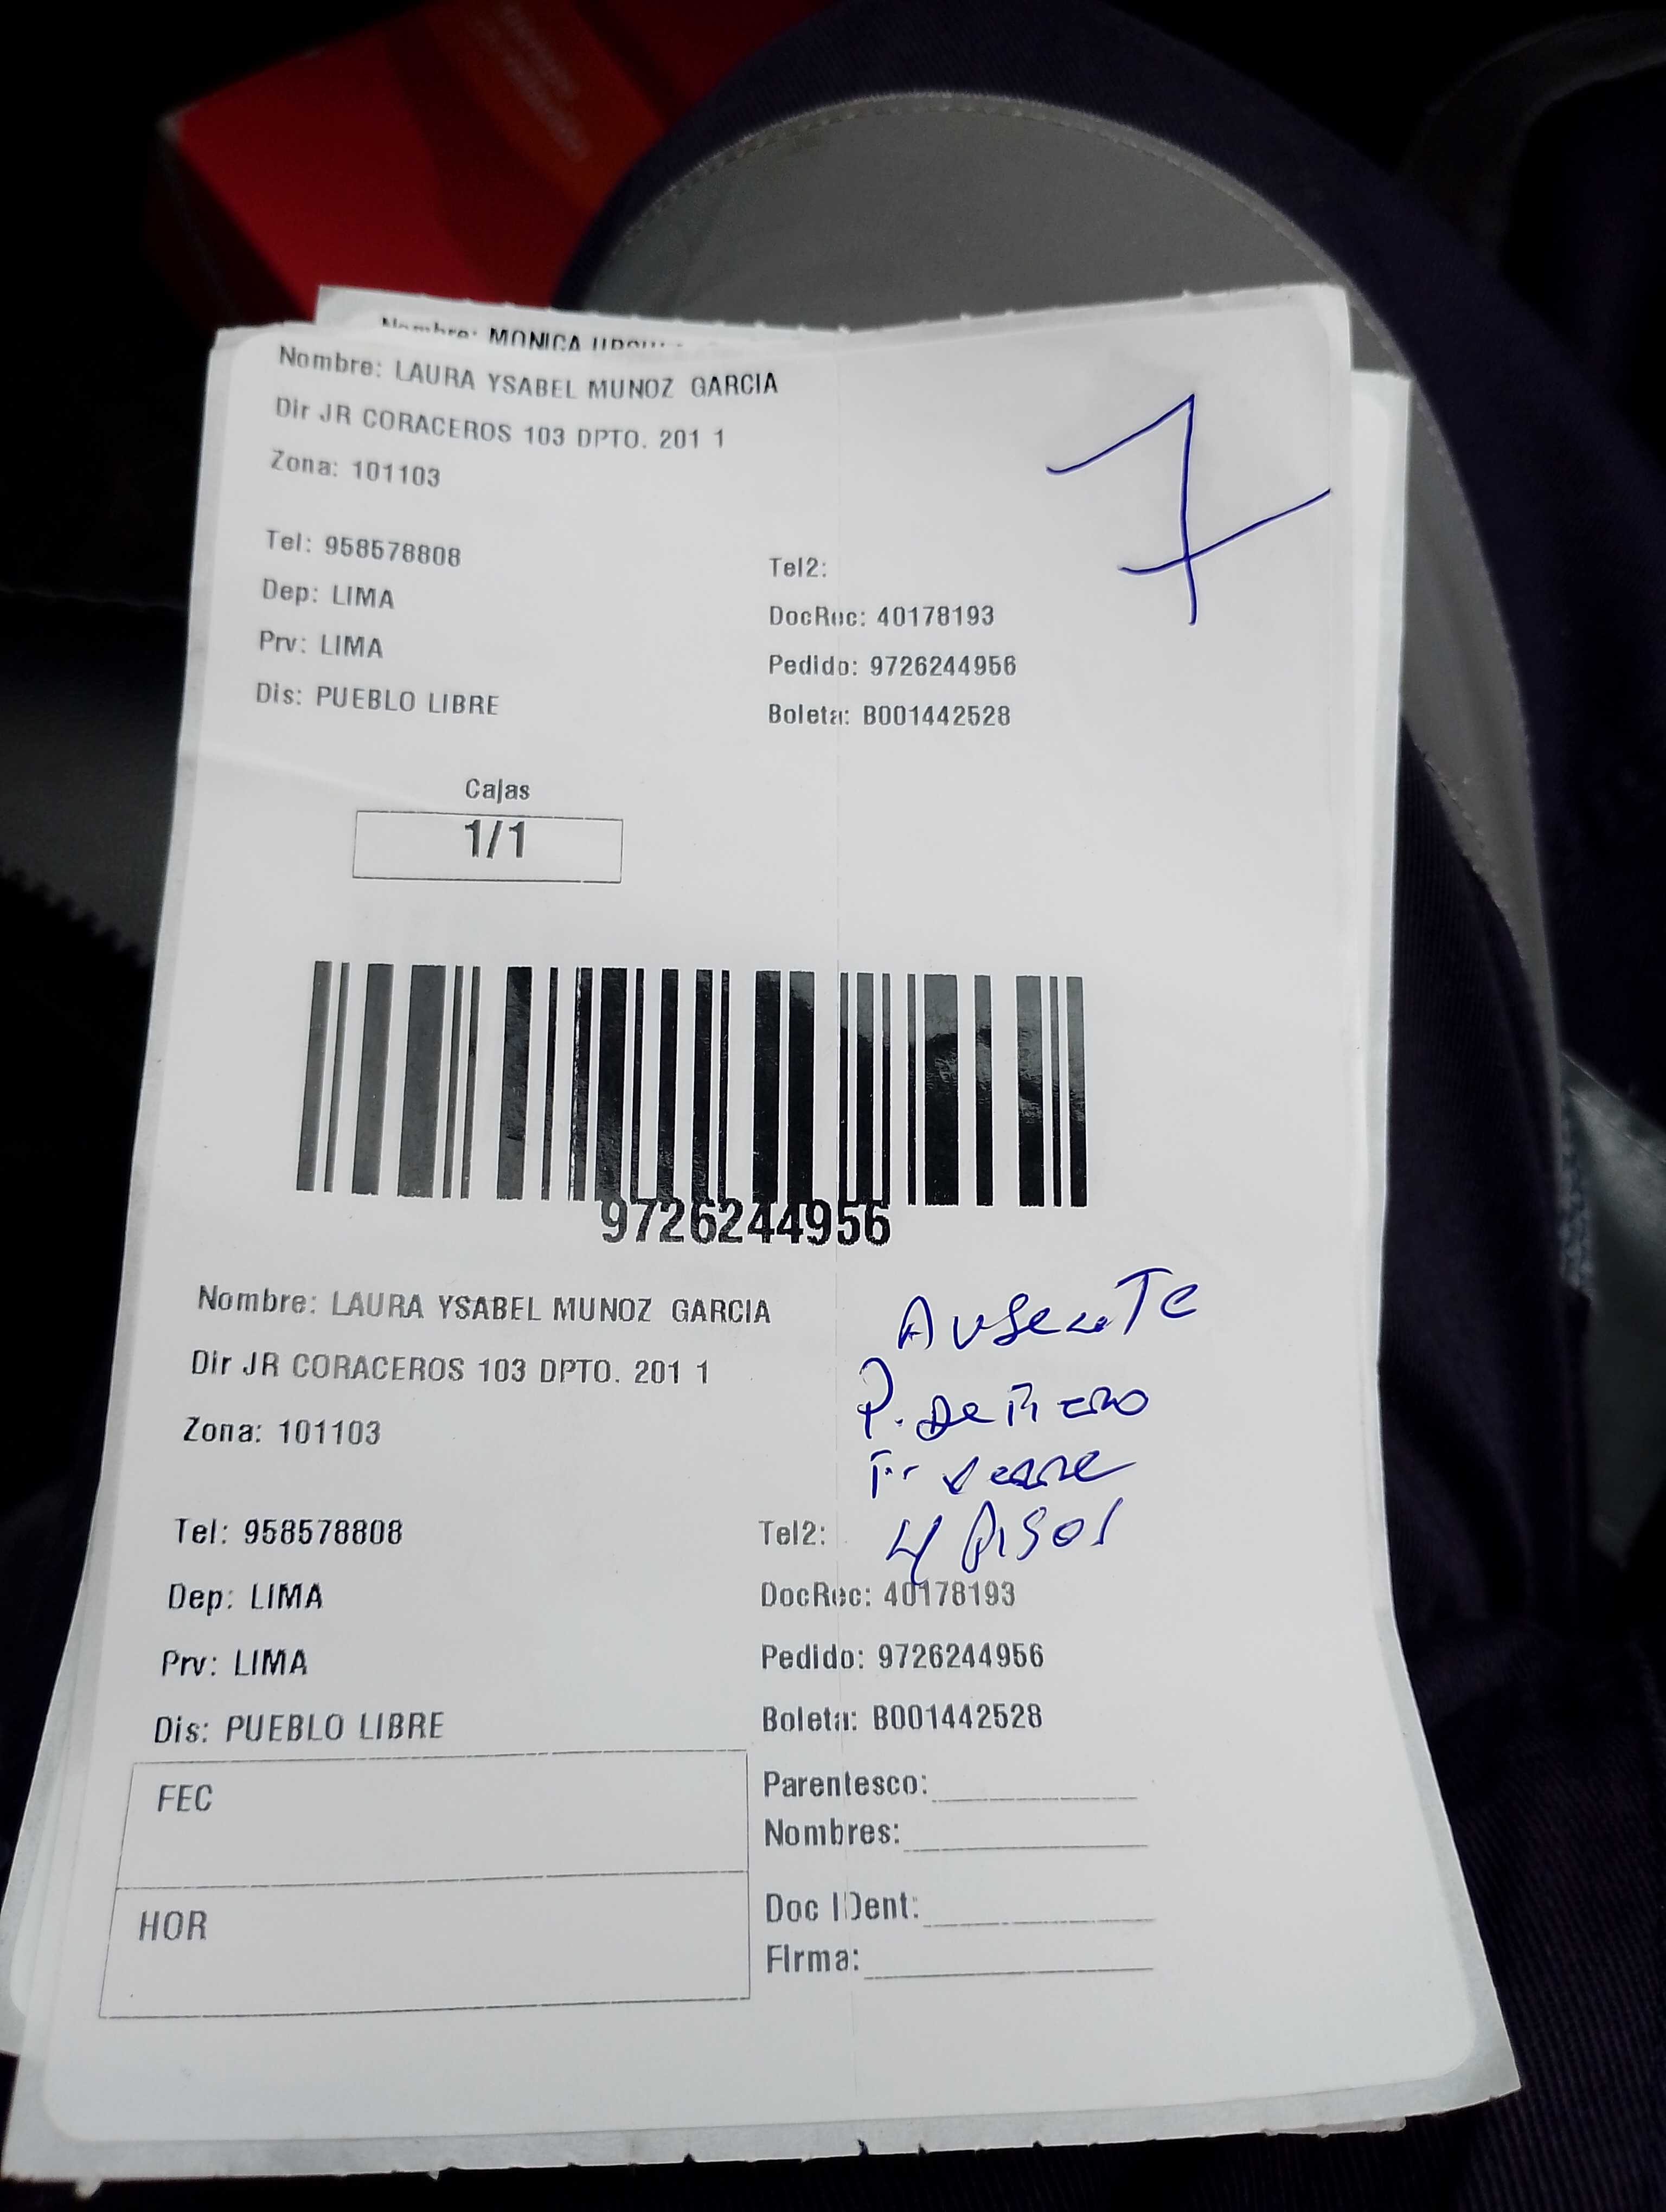 Nombre: MONICA
Nombre: LAURA YSABEL MUNOZ GARCIA
Dir JR CORACEROS 103 DPTO. 201 1
Zona: 101103
7
Tel: 958578808
Tel2:
Dep: LIMA
DocRec: 40178193
Prv: LIMA
Pedido: 9726244956
Dis: PUEBLO LIBRE
Boleta: B001442528
Cajas
1/1
9726244956
Nombre: LAURA YSABEL MUNOZ GARCIA
AUSENTE
Dir JR CORACEROS 103 DPTO. 201 1
P. DE FIERRO
Zona: 101103
Tel: 958578808
Tel2:
4 PISOS
Dep: LIMA
DocRec: 40178193
Prv: LIMA
Pedido: 9726244956
Dis: PUEBLO LIBRE
Boleta: B001442528
FEC
Parentesco:
Nombres:
HOR
Doc IDent:
Firma: